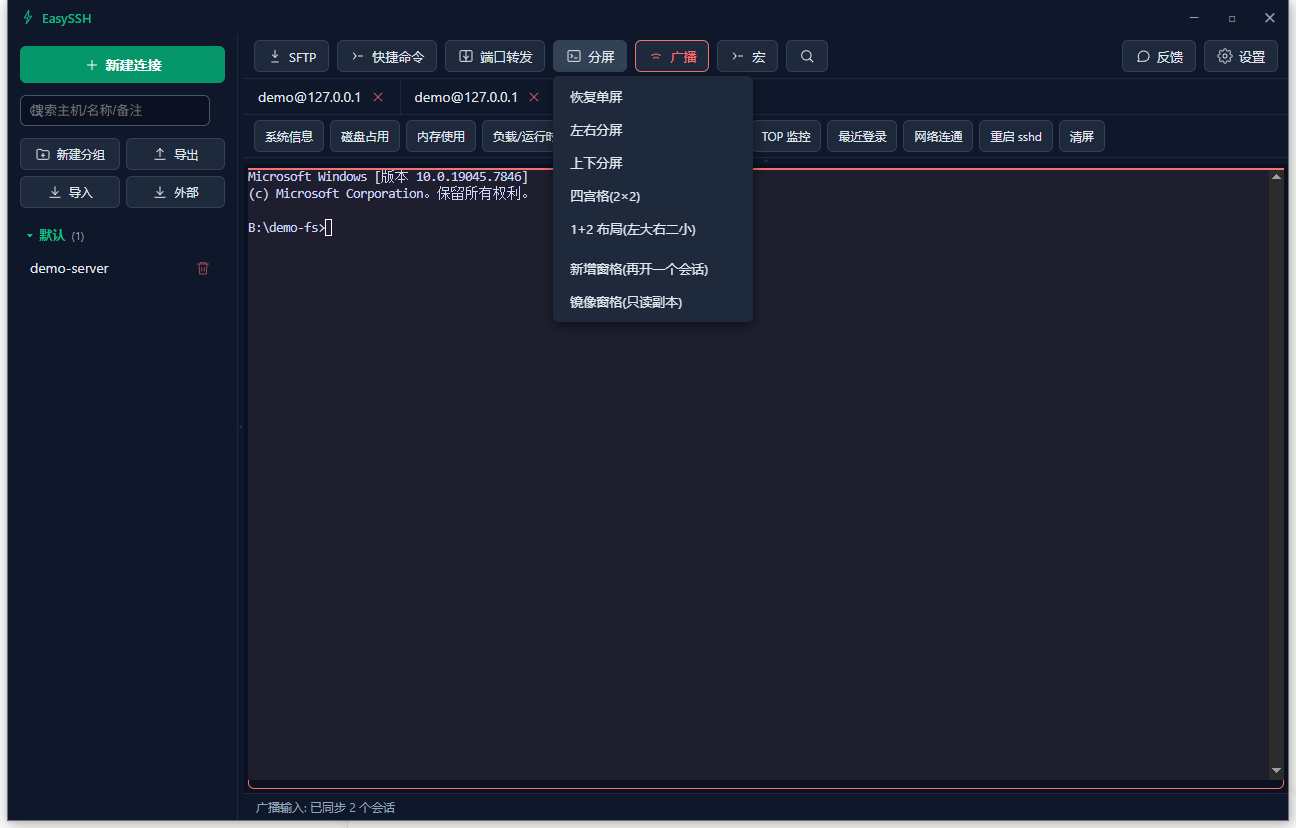 EasySSH
新建连接
搜索主机/名称/备注
新建分组
导出
导入
外部
默认 (1)
demo-server
SFTP
快捷命令
端口转发
分屏
广播
宏
反馈
设置
demo@127.0.0.1
demo@127.0.0.1
系统信息
磁盘占用
内存使用
负载/运行时
TOP 监控
最近登录
网络连通
重启 sshd
清屏
恢复单屏
左右分屏
上下分屏
四宫格(2×2)
1+2 布局(左大右二小)
新增窗格(再开一个会话)
镜像窗格(只读副本)
Microsoft Windows [版本 10.0.19045.7846]
(c) Microsoft Corporation。保留所有权利。
B:\demo-fs>
广播输入: 已同步 2 个会话